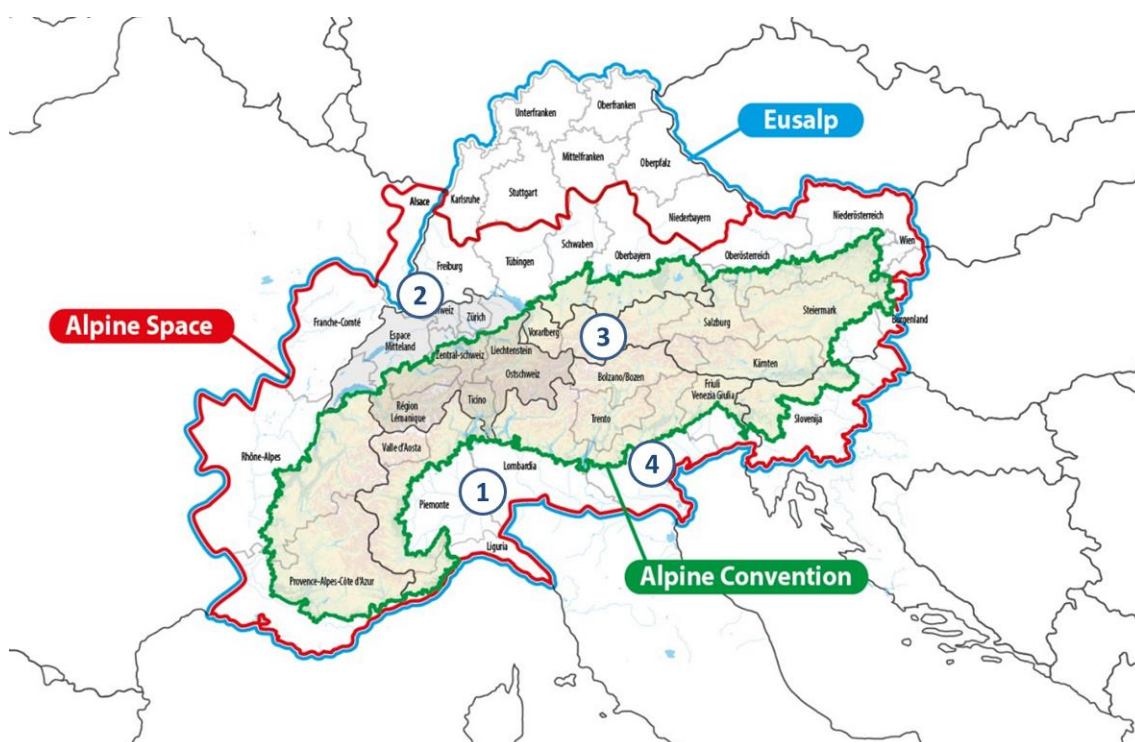 Unterfranken
Oberfranken
Eusalp
Mittelfranken
Oberpfalz
Alsace
Karlsruhe
Stuttgart
Niederbayern
Niederösterreich
Schwaben
Oberbayern
Oberösterreich
Wien
Freiburg
Tübingen
2
Franche-Comté
weiz
Zürich
Burgenland
Alpine Space
Espace
Mitteland
Vorarlberg
3
Salzburg
Steiermark
Zentral-schweiz
Liechtenstein
Kärnten
Ostschweiz
Bolzano/Bozen
Friuli
Venezia Giulia
Région
Lémanique
Ticino
Trento
Slovenija
Valle d'Aosta
Rhône-Alpes
Lombardia
4
1
Piemonte
Liguria
Provence-Alpes-Côte d'Azur
Alpine Convention